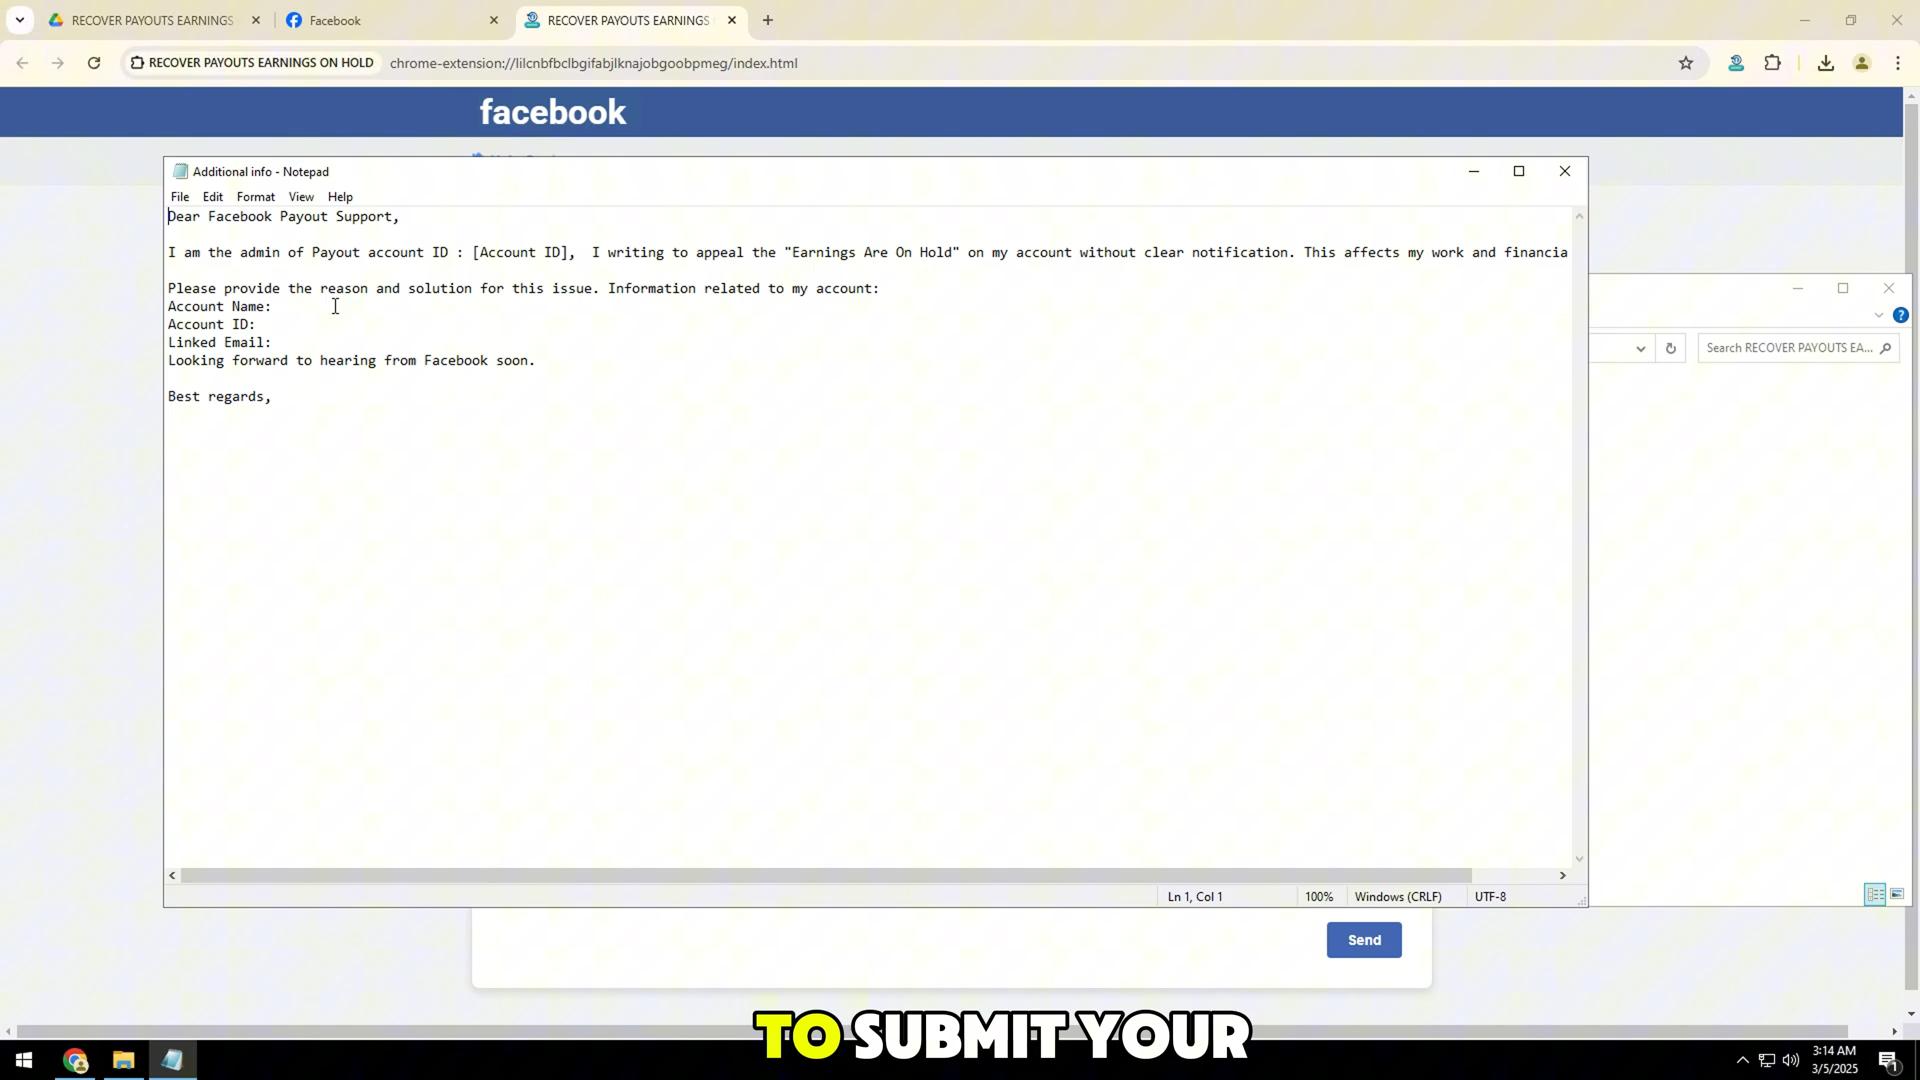 RECOVER PAYOUTS EARNINGS
Facebook
RECOVER PAYOUTS EARNINGS
RECOVER PAYOUTS EARNINGS ON HOLD
chrome-extension://lilcnbfbclbgifabjlknajobgoobpmeg/index.html
facebook
Additional info - Notepad
File Edit Format View Help
Dear Facebook Payout Support,
I am the admin of Payout account ID : [Account ID],  I writing to appeal the "Earnings Are On Hold" on my account without clear notification. This affects my work and financia
Please provide the reason and solution for this issue. Information related to my account:
Account Name:
Account ID:
Linked Email:
Looking forward to hearing from Facebook soon.
Best regards,
Search RECOVER PAYOUTS EA...
Ln 1, Col 1
100%
Windows (CRLF)
UTF-8
Send
TO SUBMIT YOUR
3:14 AM
3/5/2025
1